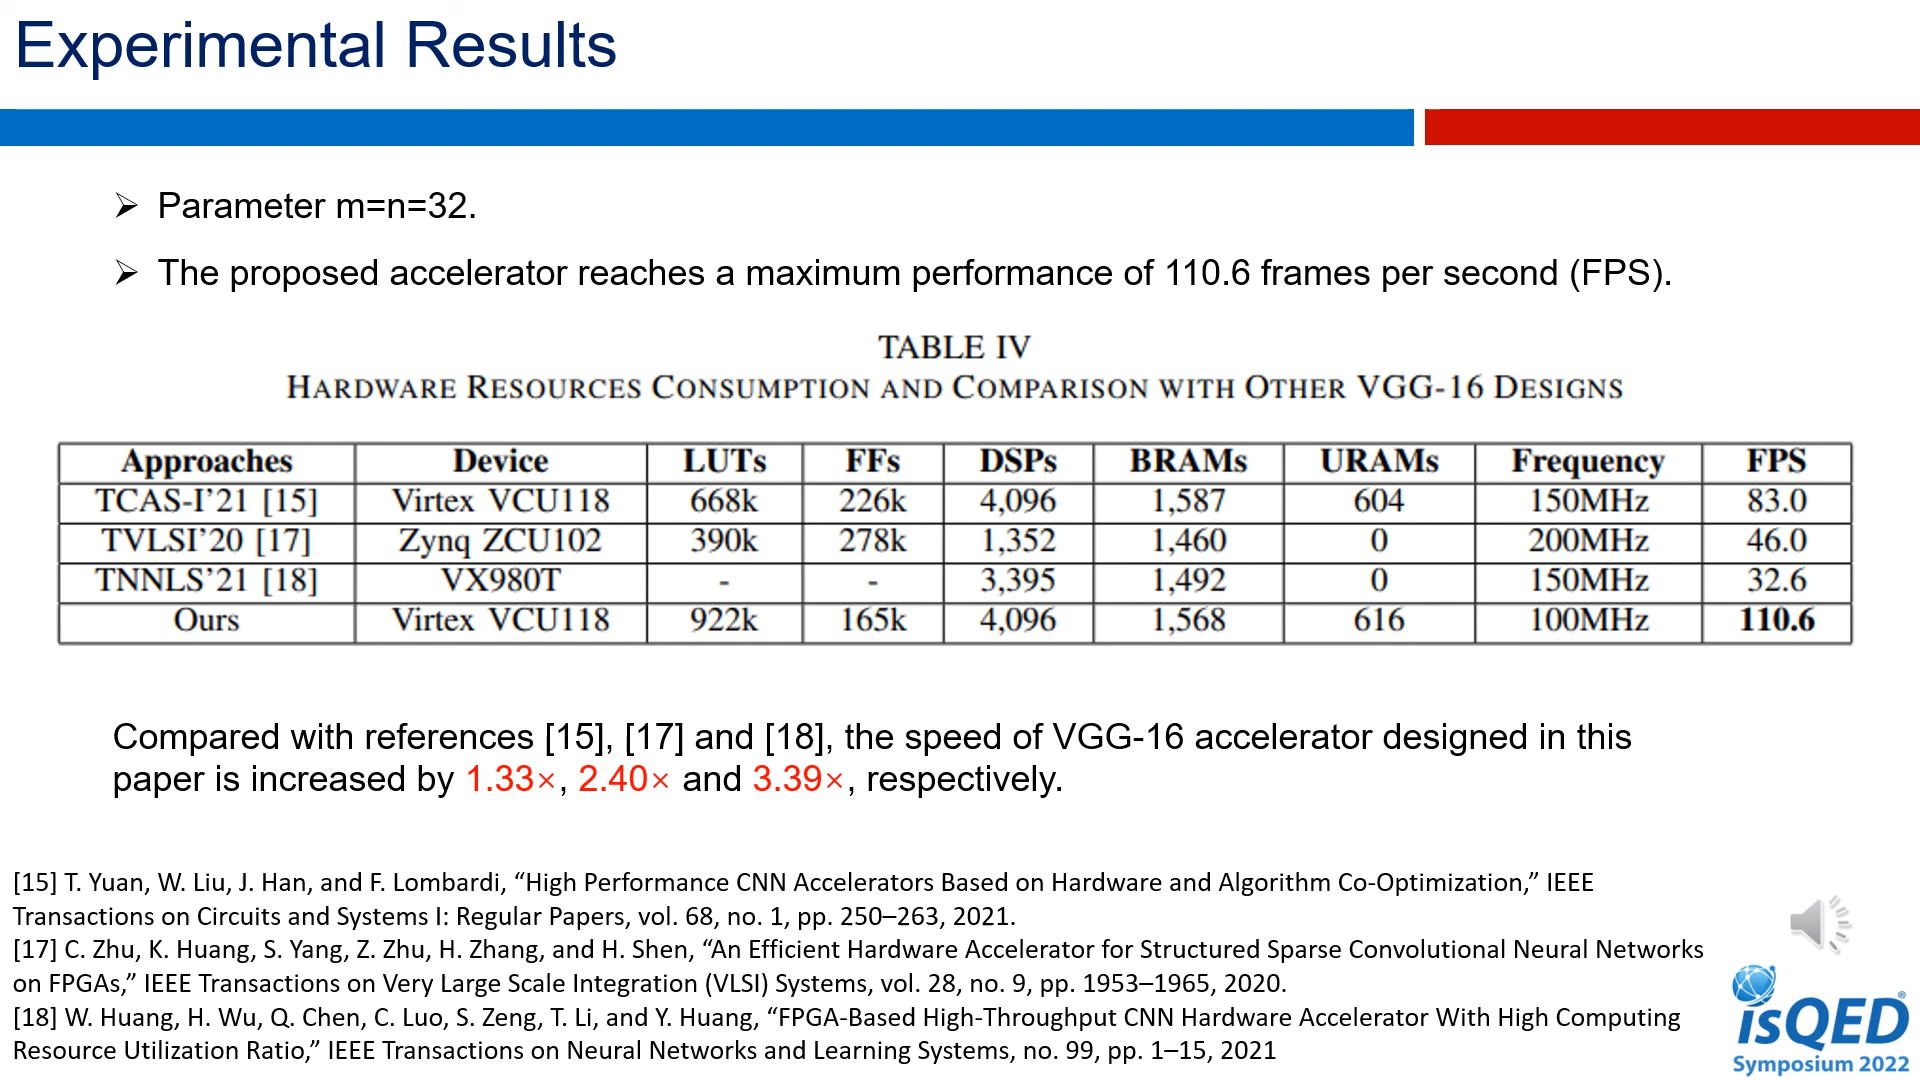 Experimental Results
➢ Parameter m=n=32.
➢ The proposed accelerator reaches a maximum performance of 110.6 frames per second (FPS).
TABLE IV
HARDWARE RESOURCES CONSUMPTION AND COMPARISON WITH OTHER VGG-16 DESIGNS
Approaches Device LUTs FFs DSPs BRAMs URAMs Frequency FPS
TCAS-I’21 [15] Virtex VCU118 668k 226k 4,096 1,587 604 150MHz 83.0
TVLSI’20 [17] Zynq ZCU102 390k 278k 1,352 1,460 0 200MHz 46.0
TNNLS’21 [18] VX980T - - 3,395 1,492 0 150MHz 32.6
Ours Virtex VCU118 922k 165k 4,096 1,568 616 100MHz 110.6
Compared with references [15], [17] and [18], the speed of VGG-16 accelerator designed in this
paper is increased by 1.33×, 2.40× and 3.39×, respectively.
[15] T. Yuan, W. Liu, J. Han, and F. Lombardi, “High Performance CNN Accelerators Based on Hardware and Algorithm Co-Optimization,” IEEE
Transactions on Circuits and Systems I: Regular Papers, vol. 68, no. 1, pp. 250–263, 2021.
[17] C. Zhu, K. Huang, S. Yang, Z. Zhu, H. Zhang, and H. Shen, “An Efficient Hardware Accelerator for Structured Sparse Convolutional Neural Networks
on FPGAs,” IEEE Transactions on Very Large Scale Integration (VLSI) Systems, vol. 28, no. 9, pp. 1953–1965, 2020.
[18] W. Huang, H. Wu, Q. Chen, C. Luo, S. Zeng, T. Li, and Y. Huang, “FPGA-Based High-Throughput CNN Hardware Accelerator With High Computing
Resource Utilization Ratio,” IEEE Transactions on Neural Networks and Learning Systems, no. 99, pp. 1–15, 2021
isQED®
Symposium 2022